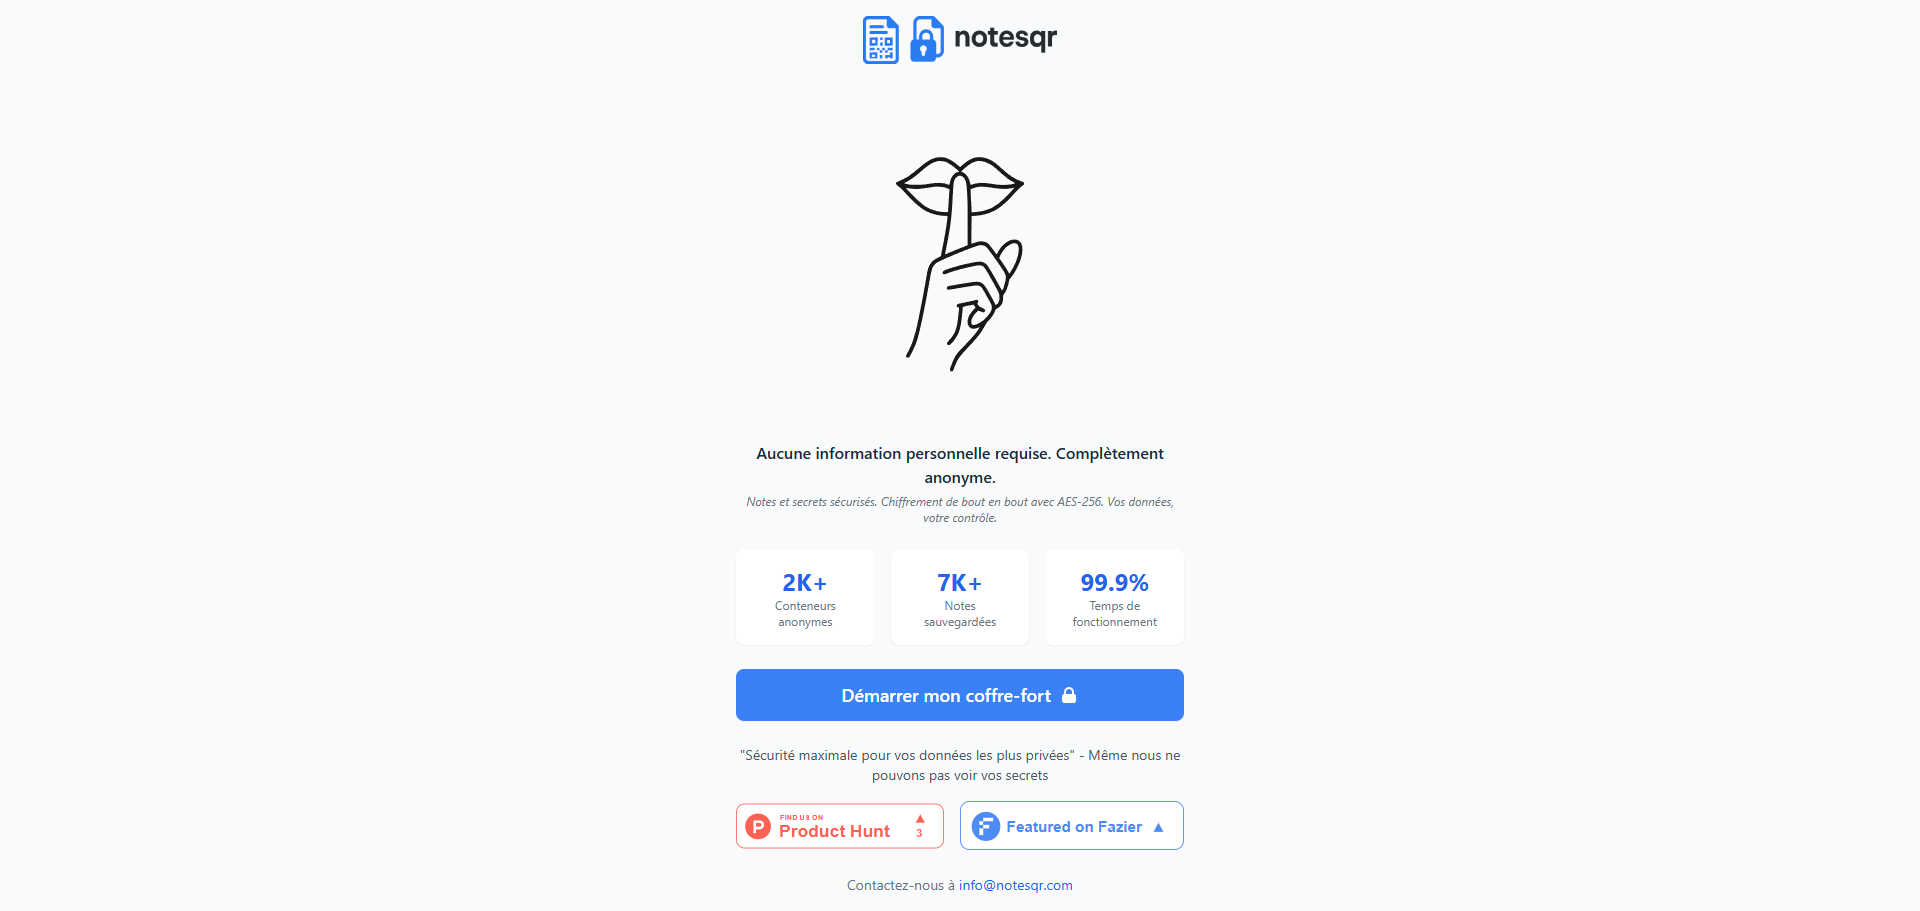 notesqr
Aucune information personnelle requise. Complètement
anonyme.
Notes et secrets sécurisés. Chiffrement de bout en bout avec AES-256. Vos données,
votre contrôle.
2K+
Conteneurs
anonymes
7K+
Notes
sauvegardées
99.9%
Temps de
fonctionnement
Démarrer mon coffre-fort
"Sécurité maximale pour vos données les plus privées" - Même nous ne
pouvons pas voir vos secrets
FIND US ON
Product Hunt
3
Featured on Fazier
Contactez-nous à info@notesqr.com